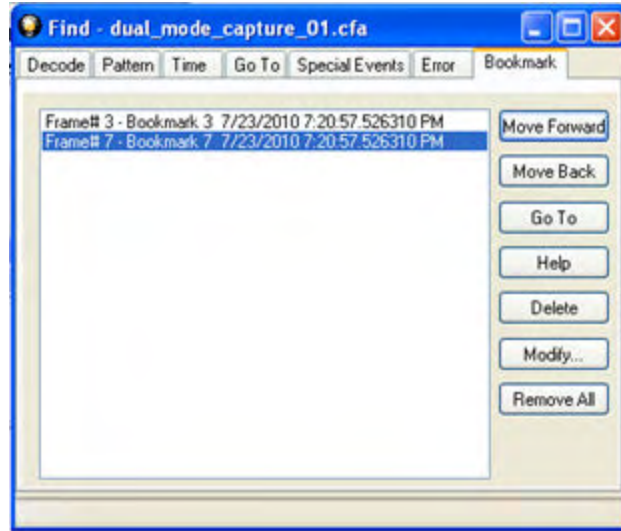 Find - dual_mode_capture_01.cfa
Decode Pattern Time Go To Special Events Error Bookmark
Frame# 3 - Bookmark 3 7/23/2010 7:20:57.526310 PM
Frame# 7 - Bookmark 7 7/23/2010 7:20:57.526310 PM
Move Forward
Move Back
Go To
Help
Delete
Modify...
Remove All